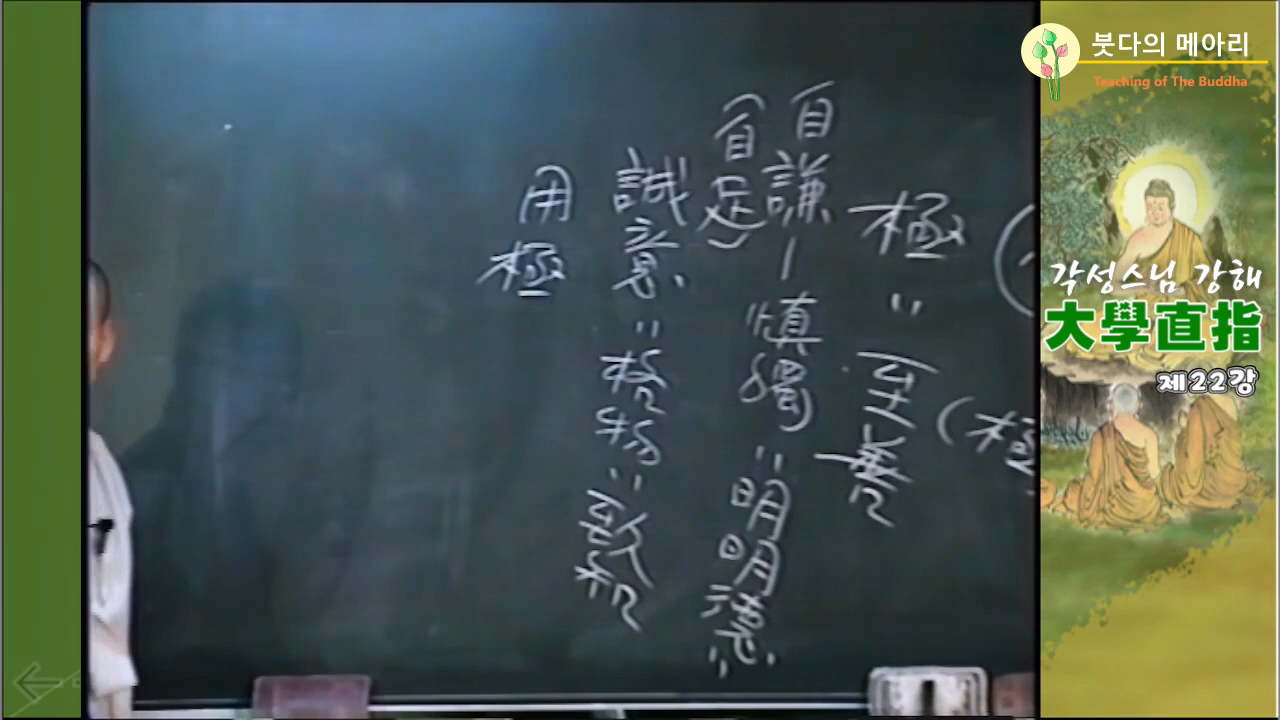 붓다의 메아리
Teaching of The Buddha
각성스님 강해
大學直指
제22강
極〃至善
自謙ー愼獨〃明明德〃
(自足)
誠意〃格物〃致知
用極